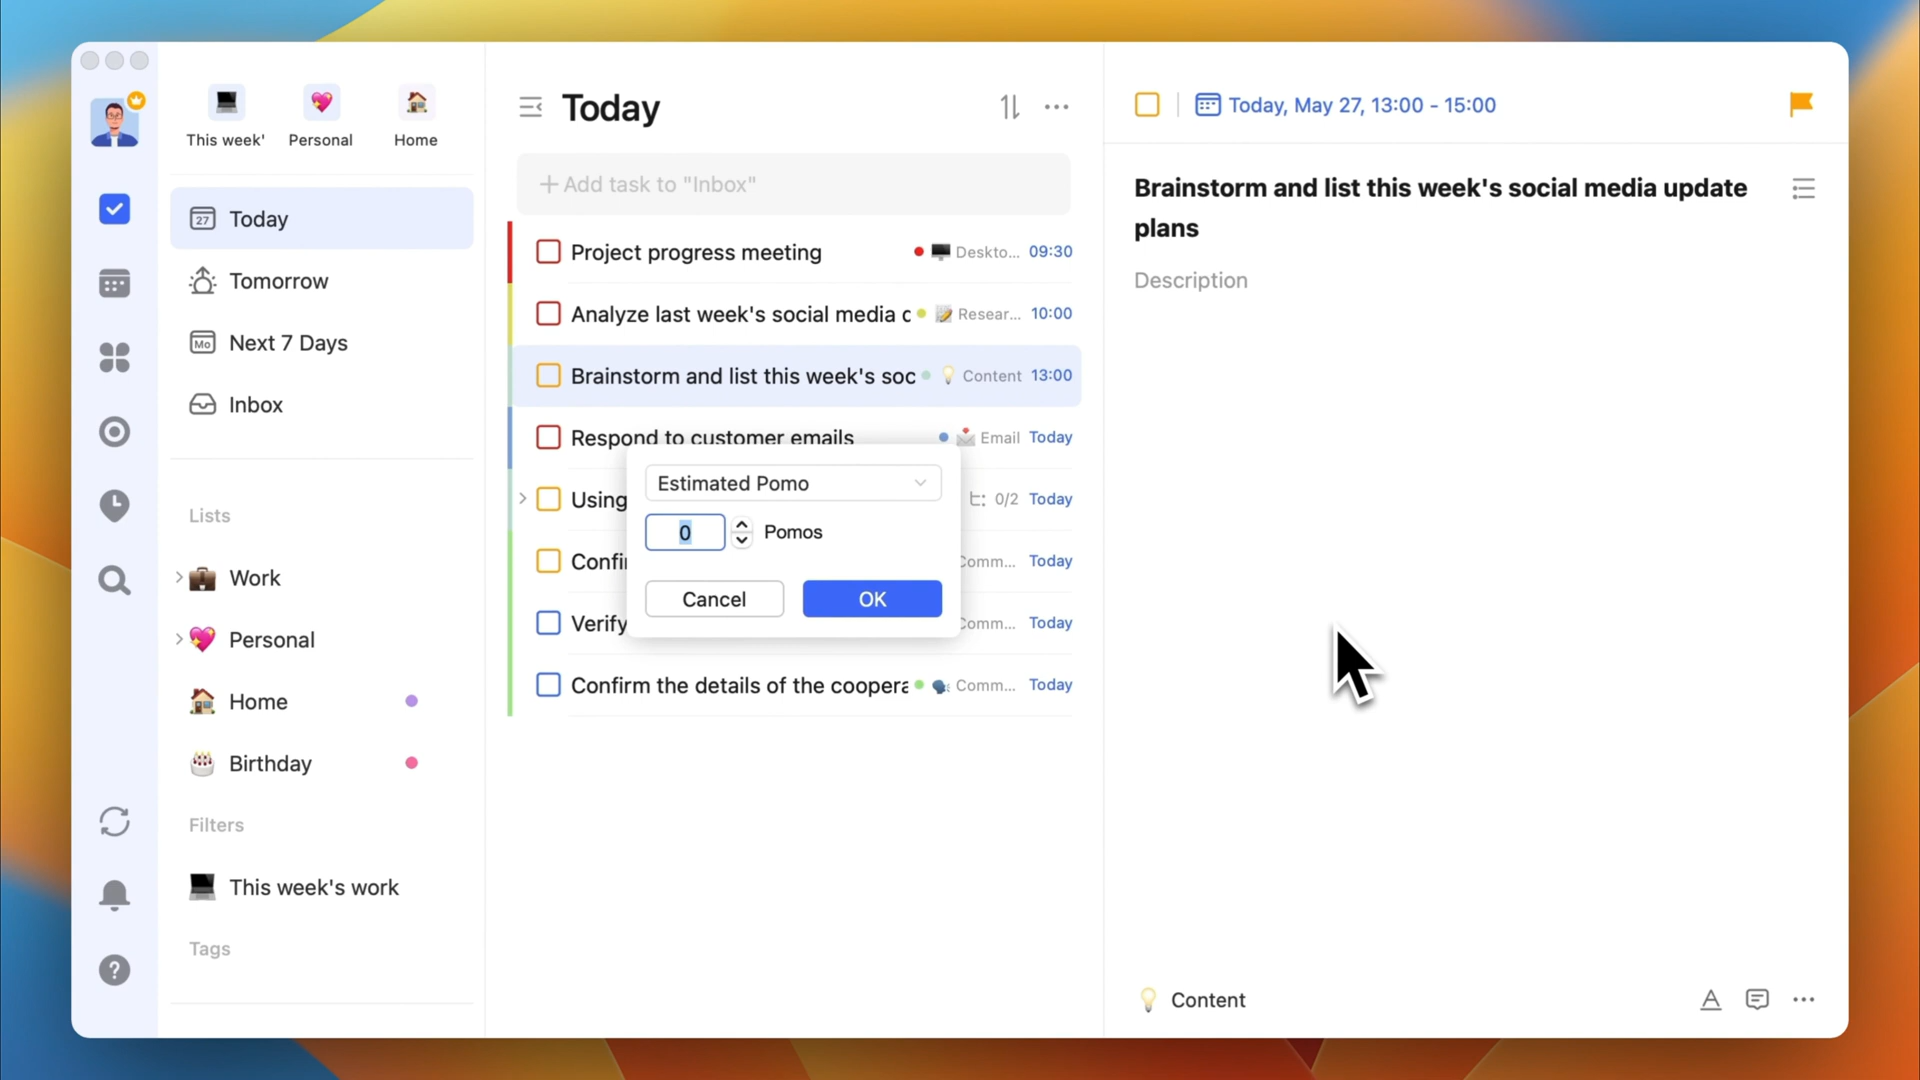 This week'
Personal
Home
27
Today
Tomorrow
Mo
Next 7 Days
Inbox
Lists
Work
Personal
Home
Birthday
Filters
This week's work
Tags
Today
Add task to "Inbox"
Project progress meeting
Deskto...
09:30
Analyze last week's social media c
Resear...
10:00
Brainstorm and list this week's soc
Content
13:00
Respond to customer emails
Email
Today
Using
0/2
Today
Confi
Comm...
Today
Verify
Comm...
Today
Confirm the details of the coopera
Comm...
Today
Estimated Pomo
0
Pomos
Cancel
OK
Today, May 27, 13:00 - 15:00
Brainstorm and list this week's social media update
plans
Description
Content